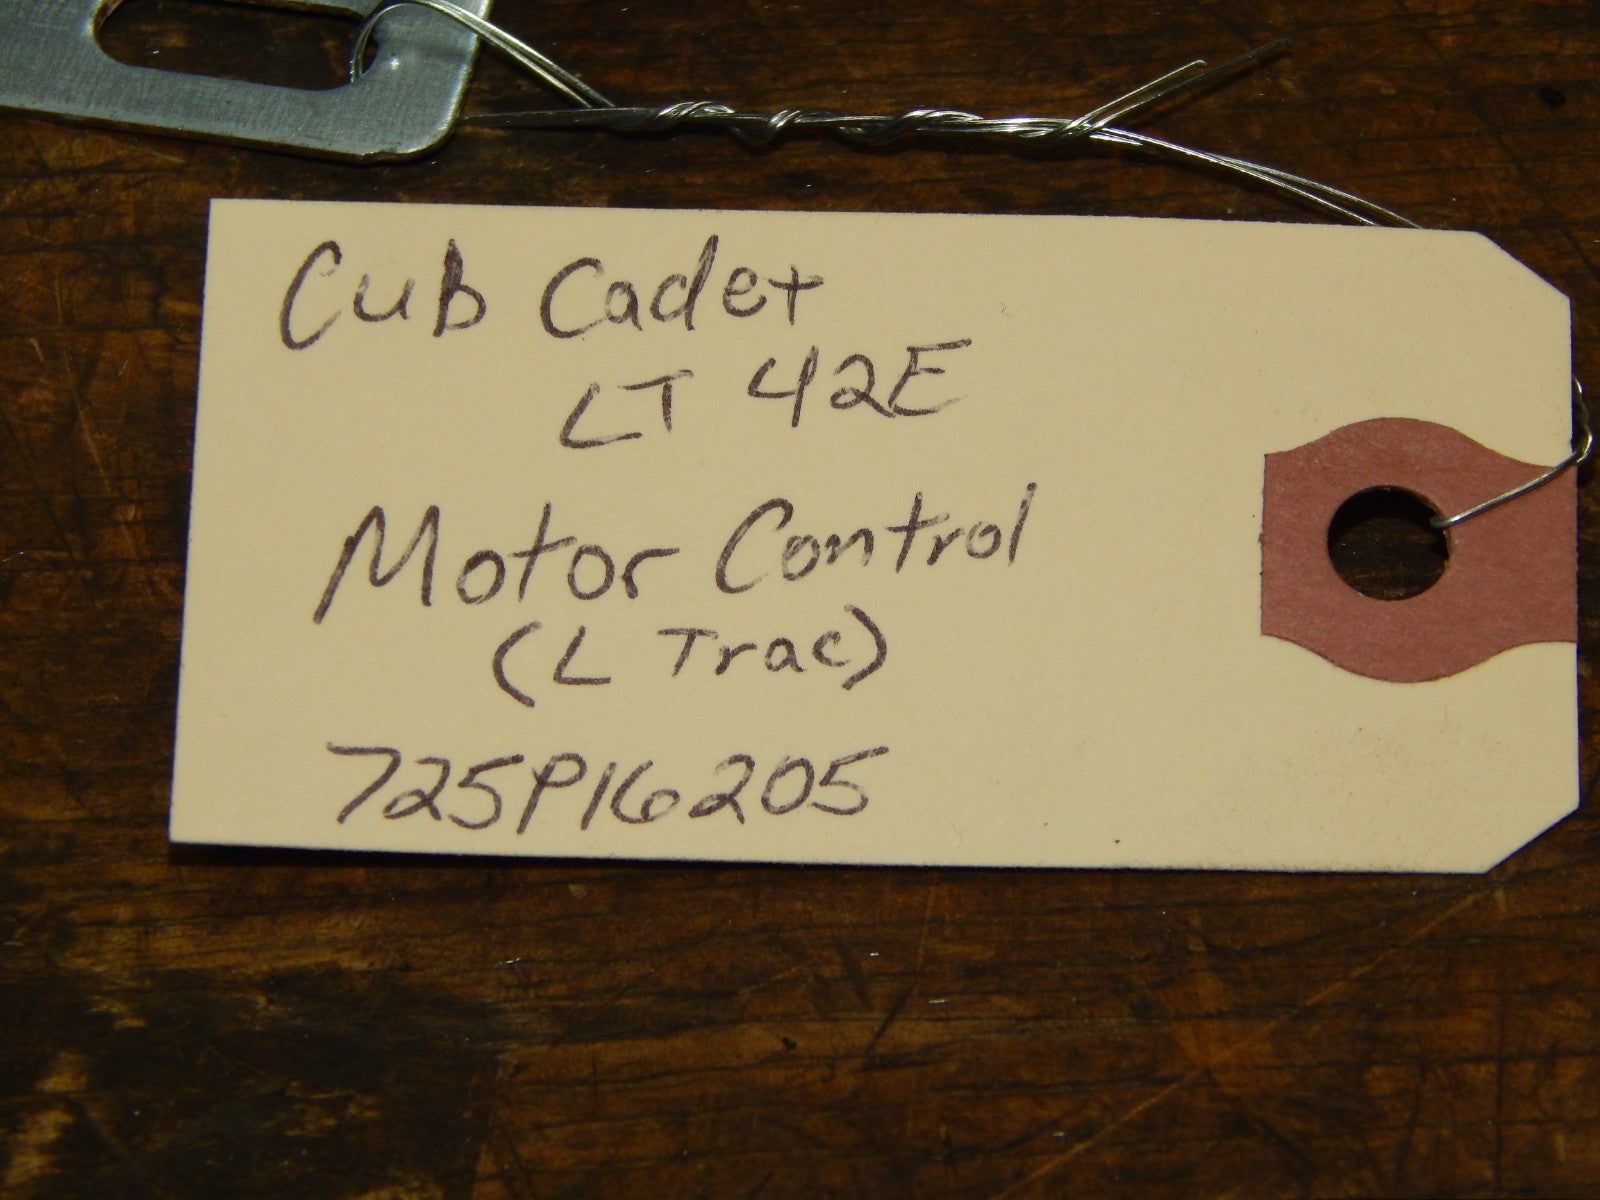 Cub Cadet
LT 42E
Motor Control
(L Trac)
725P16205